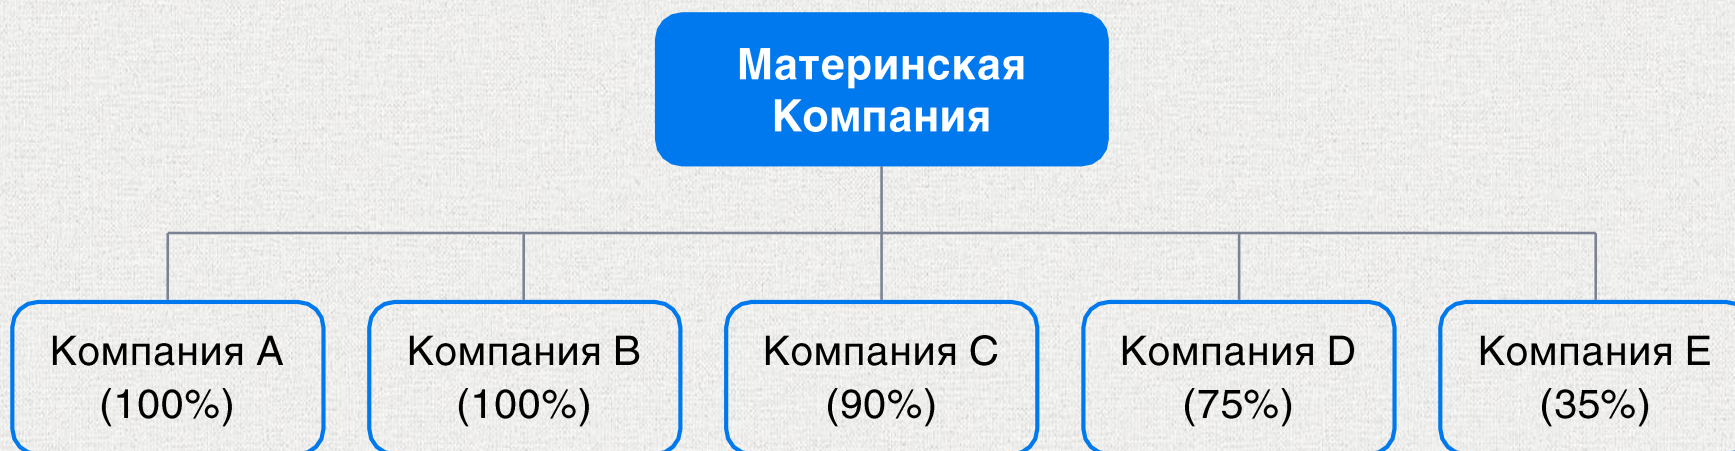 Материнская
Компания
Компания A
(100%)
Компания B
(100%)
Компания C
(90%)
Компания D
(75%)
Компания E
(35%)